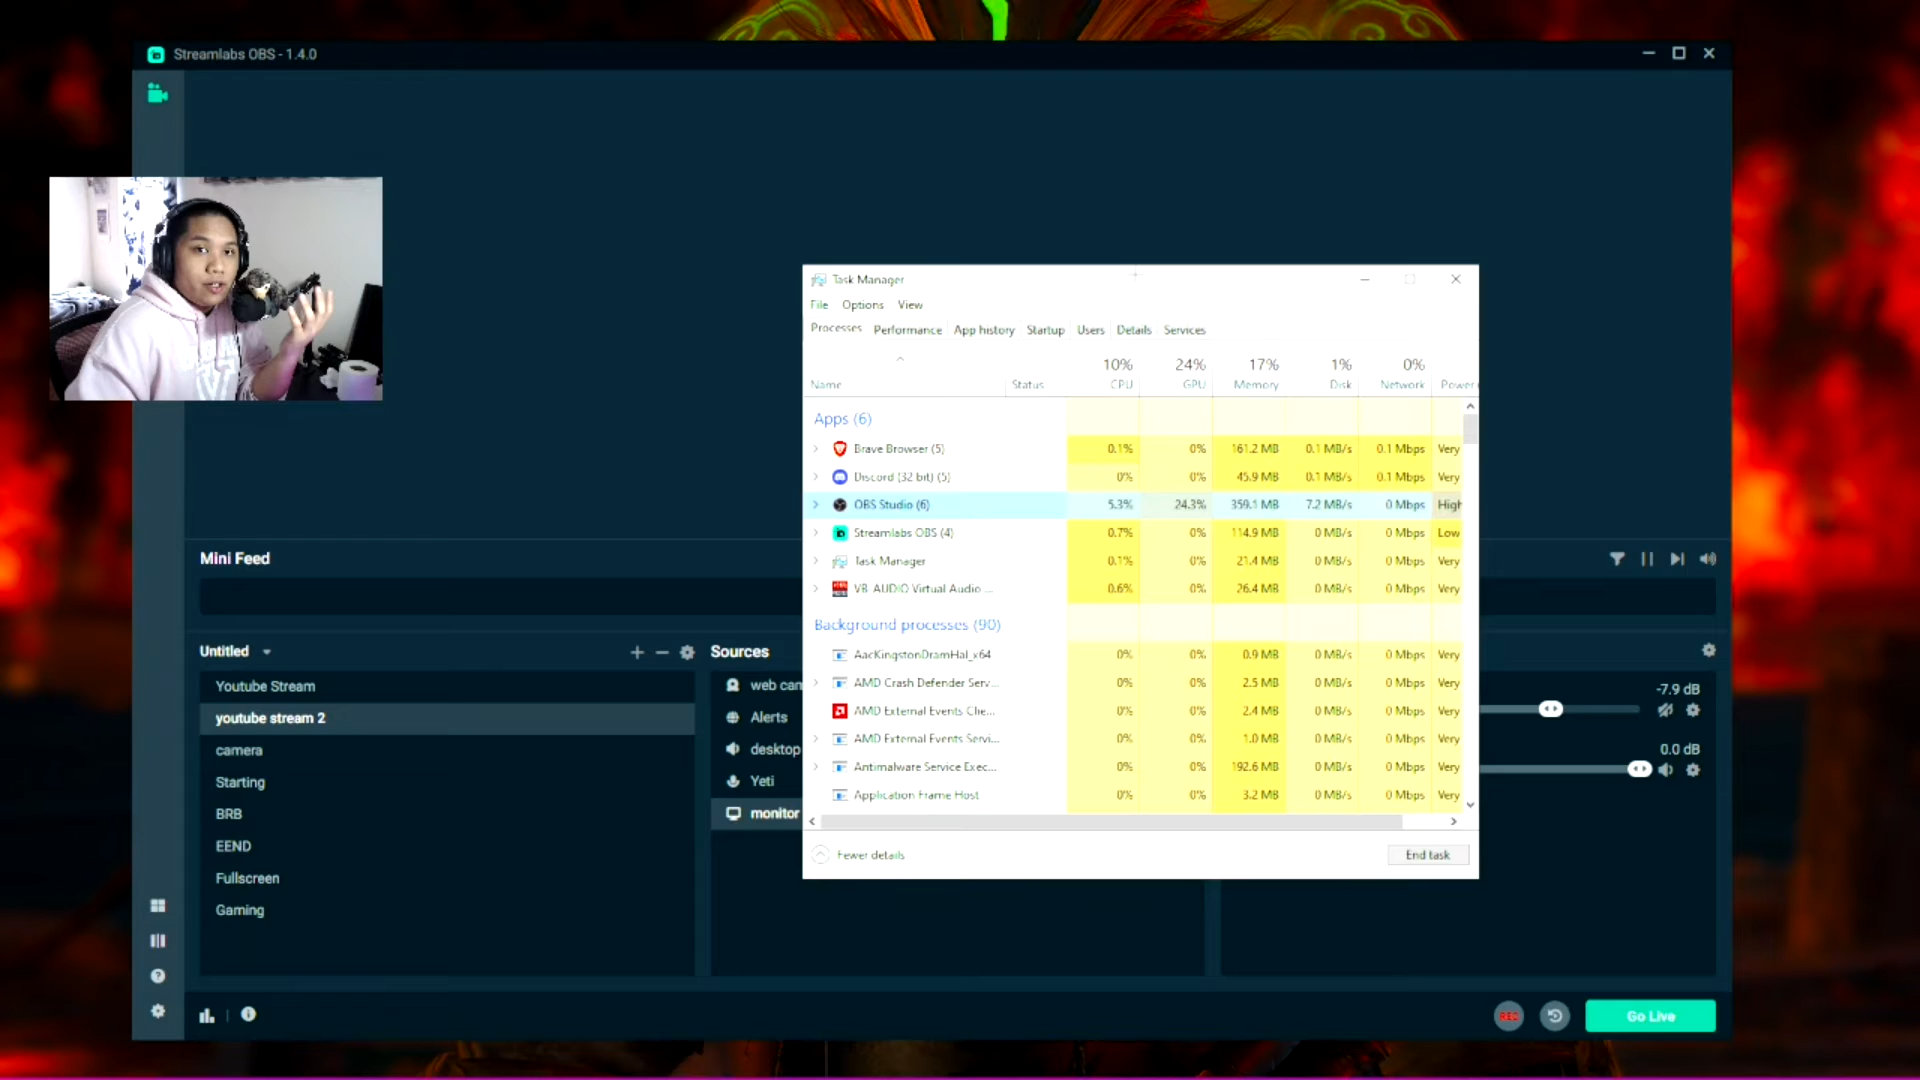 Streamlabs OBS - 1.4.0
Task Manager
File Options View
Processes Performance App history Startup Users Details Services
10% 24% 17% 1% 0%
Name Status CPU GPU Memory Disk Network Power
Apps (6)
Brave Browser (5) 0.1% 0% 161.2 MB 0.1 MB/s 0.1 Mbps Very
Discord (32 bit) (5) 0% 0% 45.9 MB 0.1 MB/s 0.1 Mbps Very
OBS Studio (6) 5.3% 24.3% 359.1 MB 7.2 MB/s 0 Mbps High
Streamlabs OBS (4) 0.7% 0% 114.9 MB 0 MB/s 0 Mbps Low
Task Manager 0.1% 0% 21.4 MB 0 MB/s 0 Mbps Very
VB-AUDIO Virtual Audio ... 0.6% 0% 26.4 MB 0 MB/s 0 Mbps Very
Background processes (90)
AacKingstonDramHal_x64 0% 0% 0.9 MB 0 MB/s 0 Mbps Very
AMD Crash Defender Serv... 0% 0% 2.5 MB 0 MB/s 0 Mbps Very
AMD External Events Clie... 0% 0% 2.4 MB 0 MB/s 0 Mbps Very
AMD External Events Servi... 0% 0% 1.0 MB 0 MB/s 0 Mbps Very
Antimalware Service Exec... 0% 0% 192.6 MB 0 MB/s 0 Mbps Very
Application Frame Host 0% 0% 3.2 MB 0 MB/s 0 Mbps Very
Fewer details End task
Mini Feed
Untitled
Youtube Stream
youtube stream 2
camera
Starting
BRB
EEND
Fullscreen
Gaming
Sources
web cam
Alerts
desktop
Yeti
monitor
-7.9 dB
0.0 dB
REC
Go Live